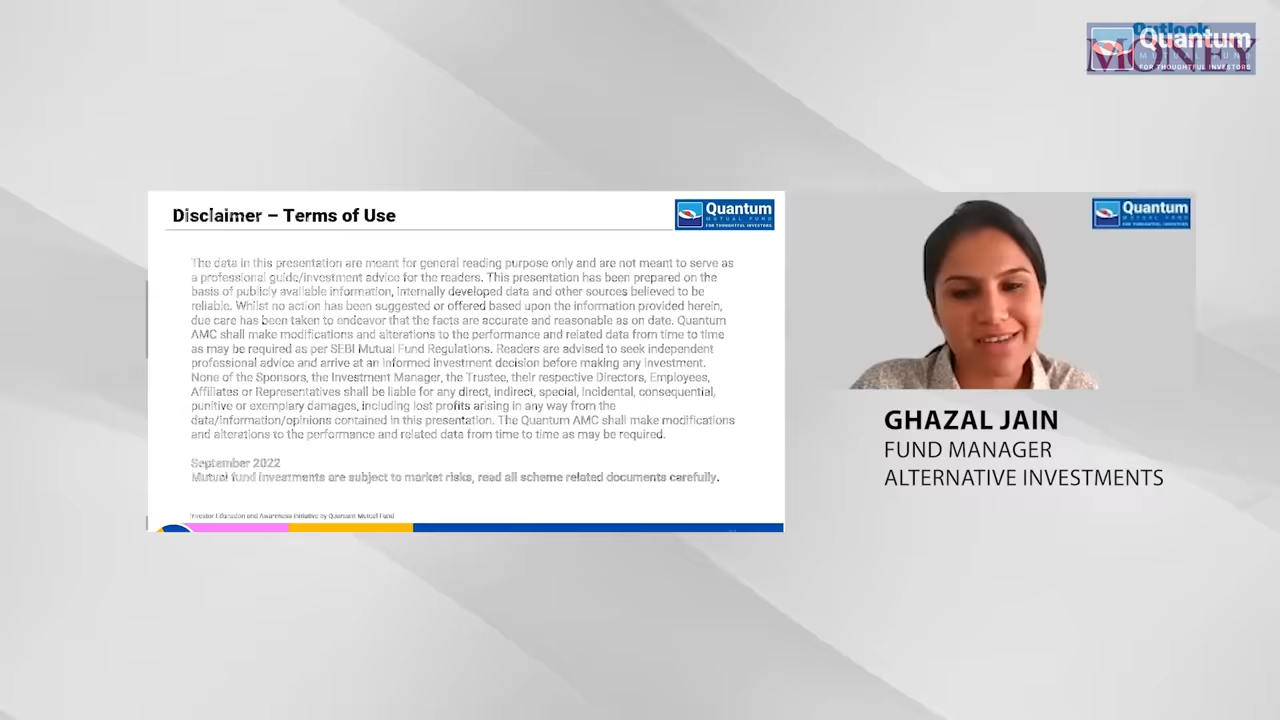 Outlook
MONEY
Quantum
MUTUAL FUND
FOR THOUGHTFUL INVESTORS
Disclaimer – Terms of Use
Quantum
MUTUAL FUND
FOR THOUGHTFUL INVESTORS
The data in this presentation are meant for general reading purpose only and are not meant to serve as
a professional guide/investment advice for the readers. This presentation has been prepared on the
basis of publicly available information, internally developed data and other sources believed to be
reliable. Whilst no action has been suggested or offered based upon the information provided herein,
due care has been taken to endeavor that the facts are accurate and reasonable as on date. Quantum
AMC shall make modifications and alterations to the performance and related data from time to time
as may be required as per SEBI Mutual Fund Regulations. Readers are advised to seek independent
professional advice and arrive at an informed investment decision before making any investment.
None of the Sponsors, the Investment Manager, the Trustee, their respective Directors, Employees,
Affiliates or Representatives shall be liable for any direct, indirect, special, incidental, consequential,
punitive or exemplary damages, including lost profits arising in any way from the
data/information/opinions contained in this presentation. The Quantum AMC shall make modifications
and alterations to the performance and related data from time to time as may be required.
September 2022
Mutual fund investments are subject to market risks, read all scheme related documents carefully.
Investor Education and Awareness Initiative by Quantum Mutual Fund
Quantum
MUTUAL FUND
FOR THOUGHTFUL INVESTORS
GHAZAL JAIN
FUND MANAGER
ALTERNATIVE INVESTMENTS